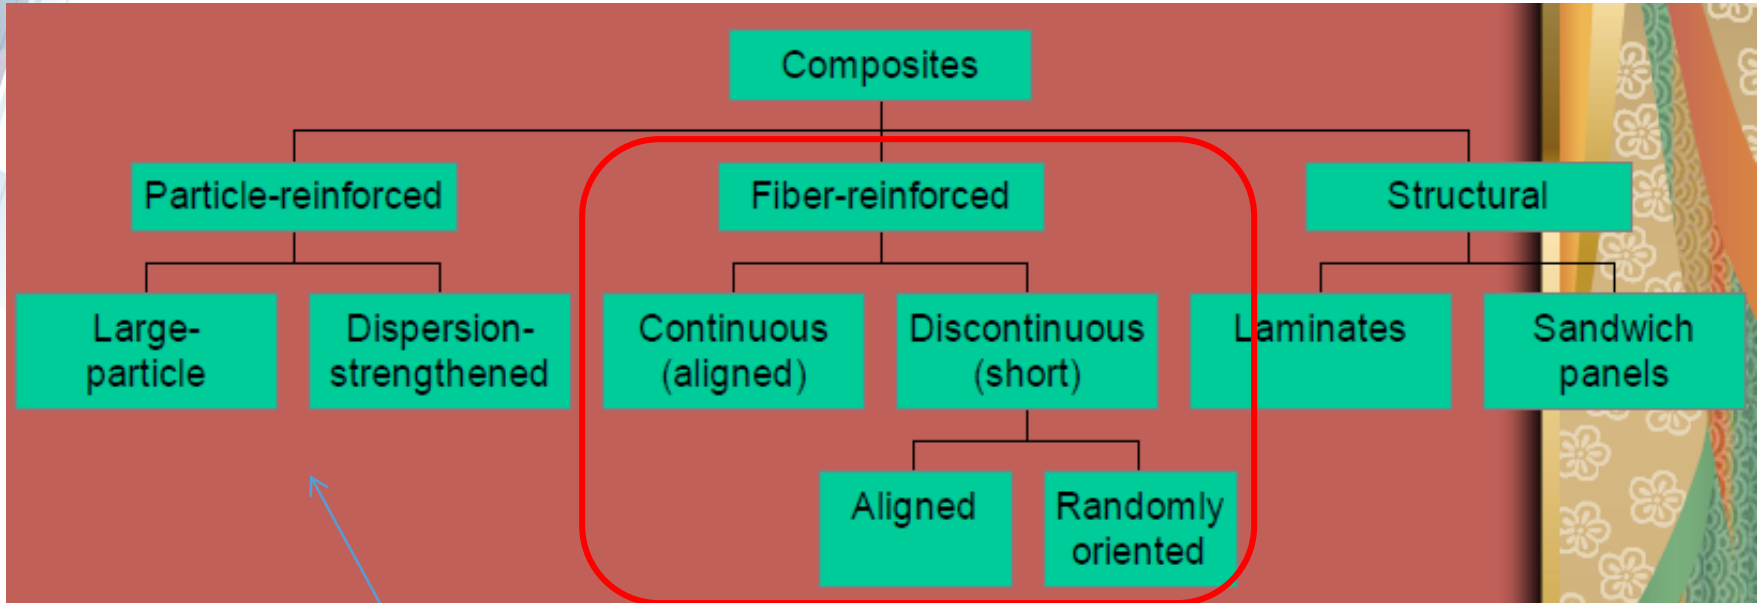 Composites
Particle-reinforced
Fiber-reinforced
Structural
Large-
particle
Dispersion-
strengthened
Continuous
(aligned)
Discontinuous
(short)
Laminates
Sandwich
panels
Aligned
Randomly
oriented